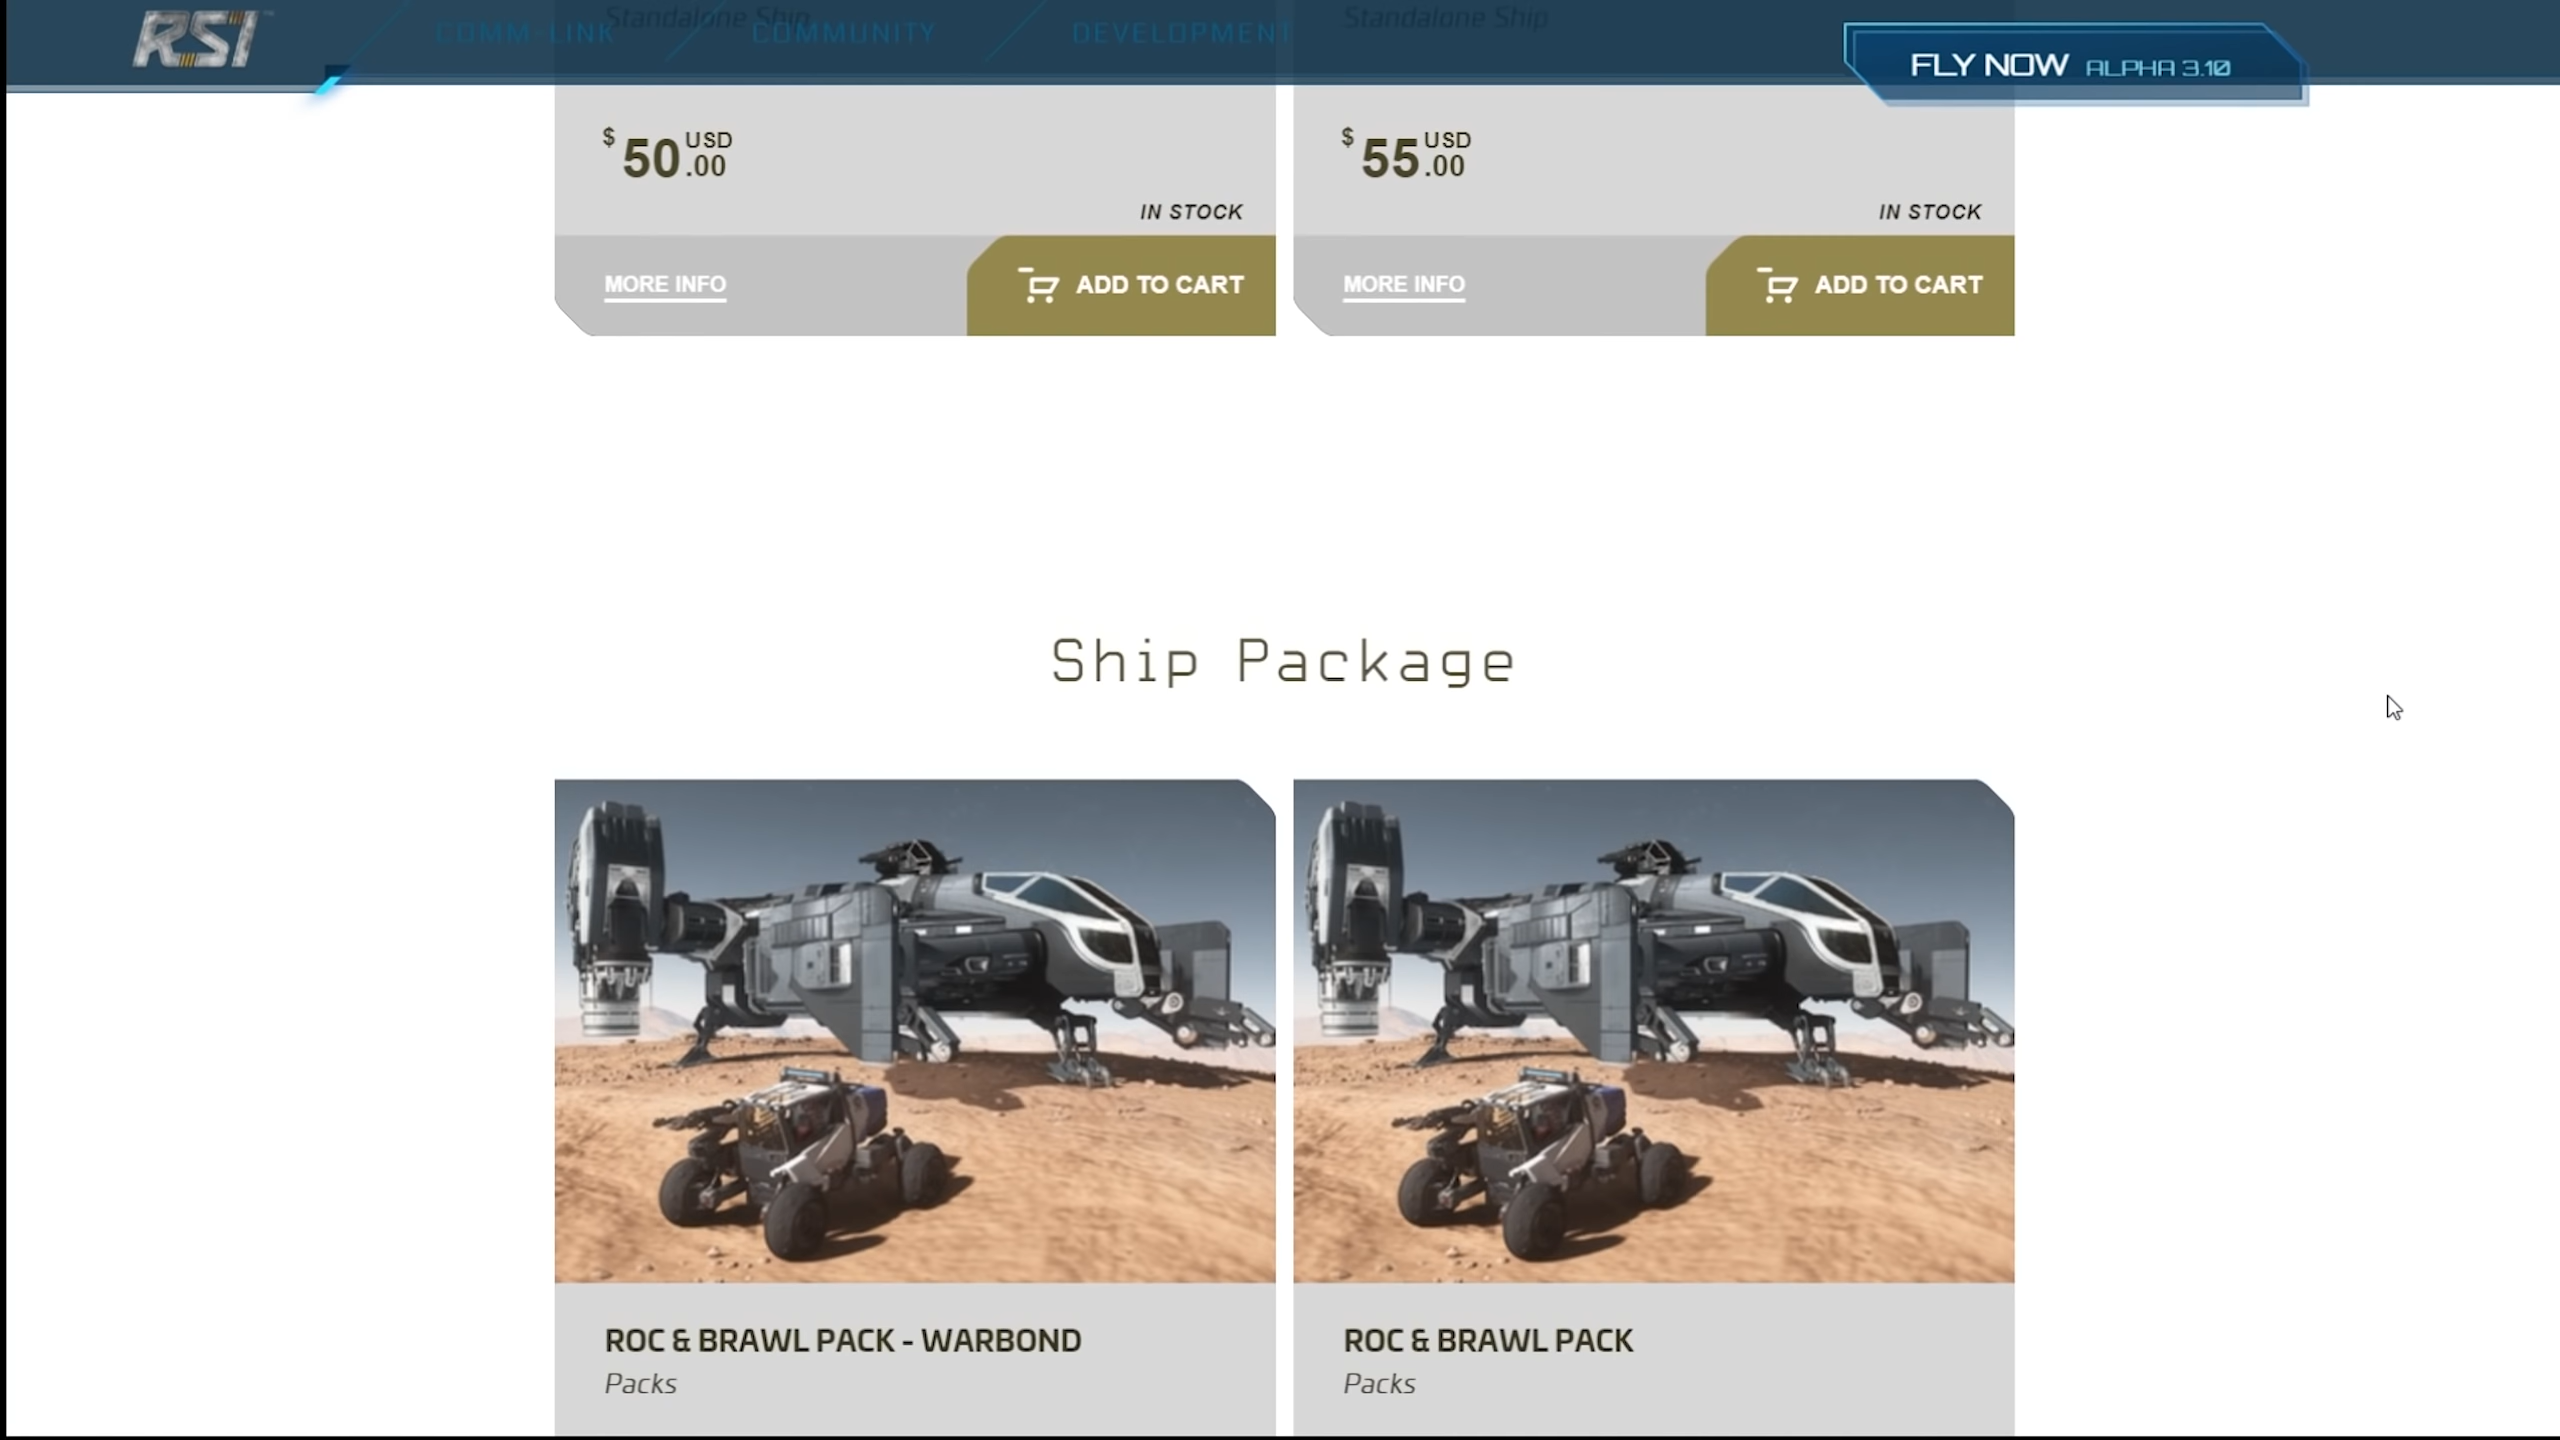 RSI
COMM-LINK
COMMUNITY
DEVELOPMENT
Standalone Ship
Standalone Ship
FLY NOW ALPHA 3.10
$ 50 USD .00
IN STOCK
MORE INFO
ADD TO CART
$ 55 USD .00
IN STOCK
MORE INFO
ADD TO CART
Ship Package
ROC & BRAWL PACK - WARBOND
Packs
ROC & BRAWL PACK
Packs